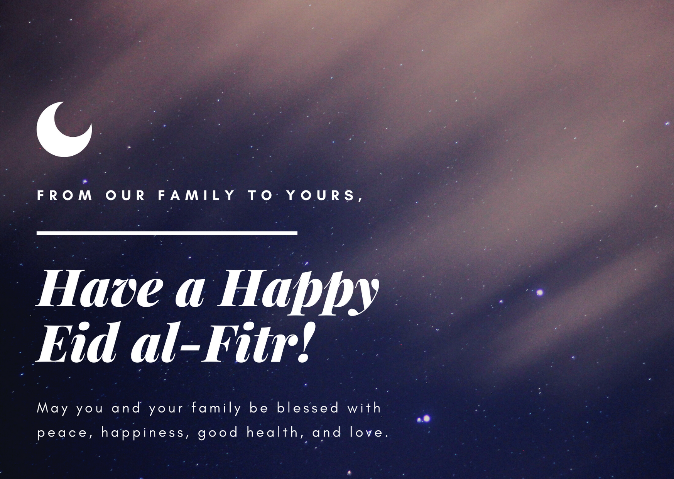 FROM OUR FAMILY TO YOURS,
Have a Happy
Eid al-Fitr!
May you and your family be blessed with
peace, happiness, good health, and love.